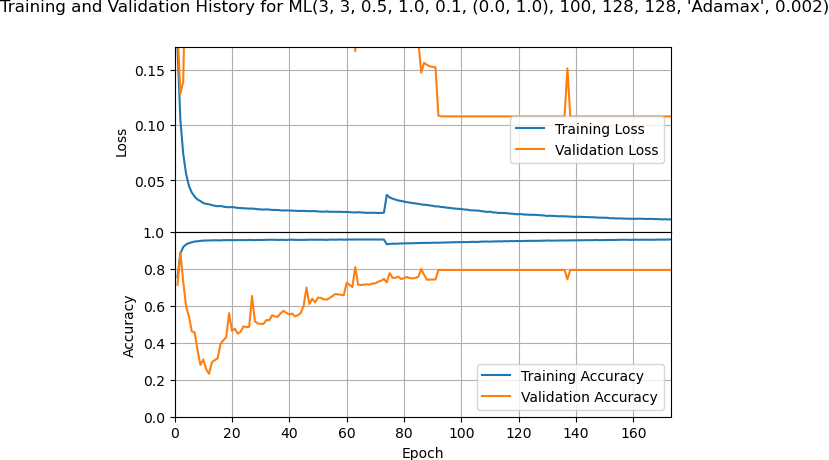 Training and Validation History for ML(3, 3, 0.5, 1.0, 0.1, (0.0, 1.0), 100, 128, 128, 'Adamax', 0.002)
0.15
0.10
0.05
Loss
Training Loss
Validation Loss
1.0
0.8
0.6
0.4
0.2
0.0
Accuracy
Training Accuracy
Validation Accuracy
0 20 40 60 80 100 120 140 160
Epoch